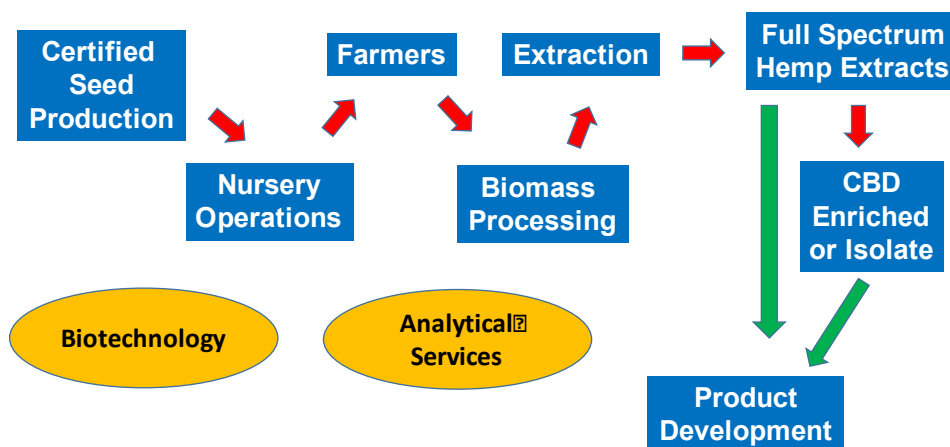 Certified
Seed
Production
Farmers
Extraction
Full Spectrum
Hemp Extracts
Nursery
Operations
Biomass
Processing
CBD
Enriched
or Isolate
Biotechnology
Analytical
Services
Product
Development